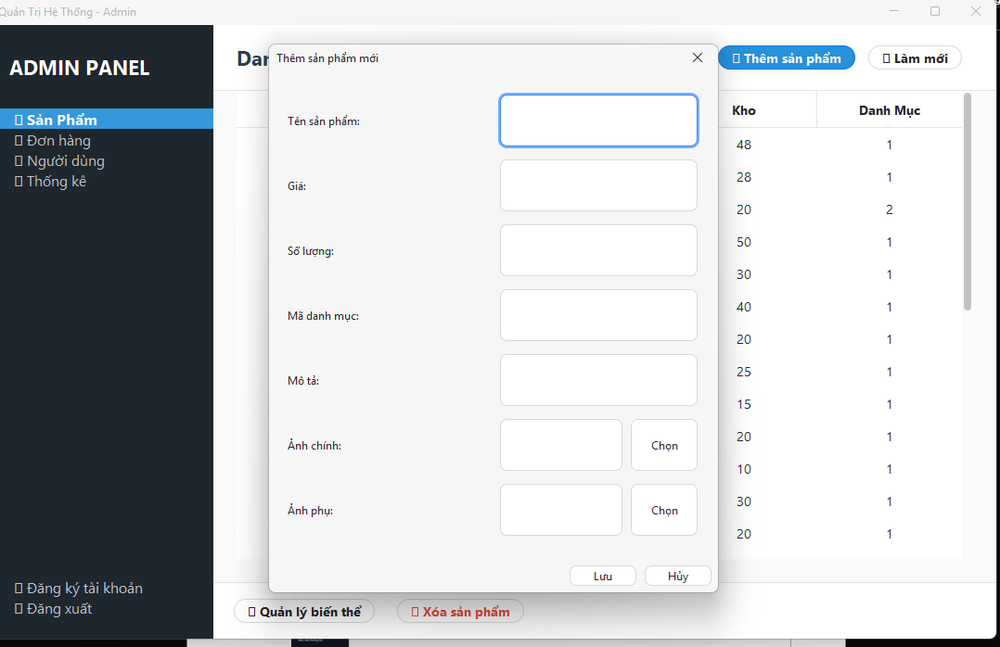 Quản Trị Hệ Thống - Admin
ADMIN PANEL
Sản Phẩm
Đơn hàng
Người dùng
Thống kê
Đăng ký tài khoản
Đăng xuất
Thêm sản phẩm
Làm mới
Thêm sản phẩm mới
Tên sản phẩm:
Giá:
Số lượng:
Mã danh mục:
Mô tả:
Ảnh chính:
Chọn
Ảnh phụ:
Chọn
Lưu Hủy
Kho Danh Mục
48 1
28 1
20 2
50 1
30 1
40 1
20 1
25 1
15 1
20 1
10 1
30 1
20 1
Quản lý biến thể
Xóa sản phẩm